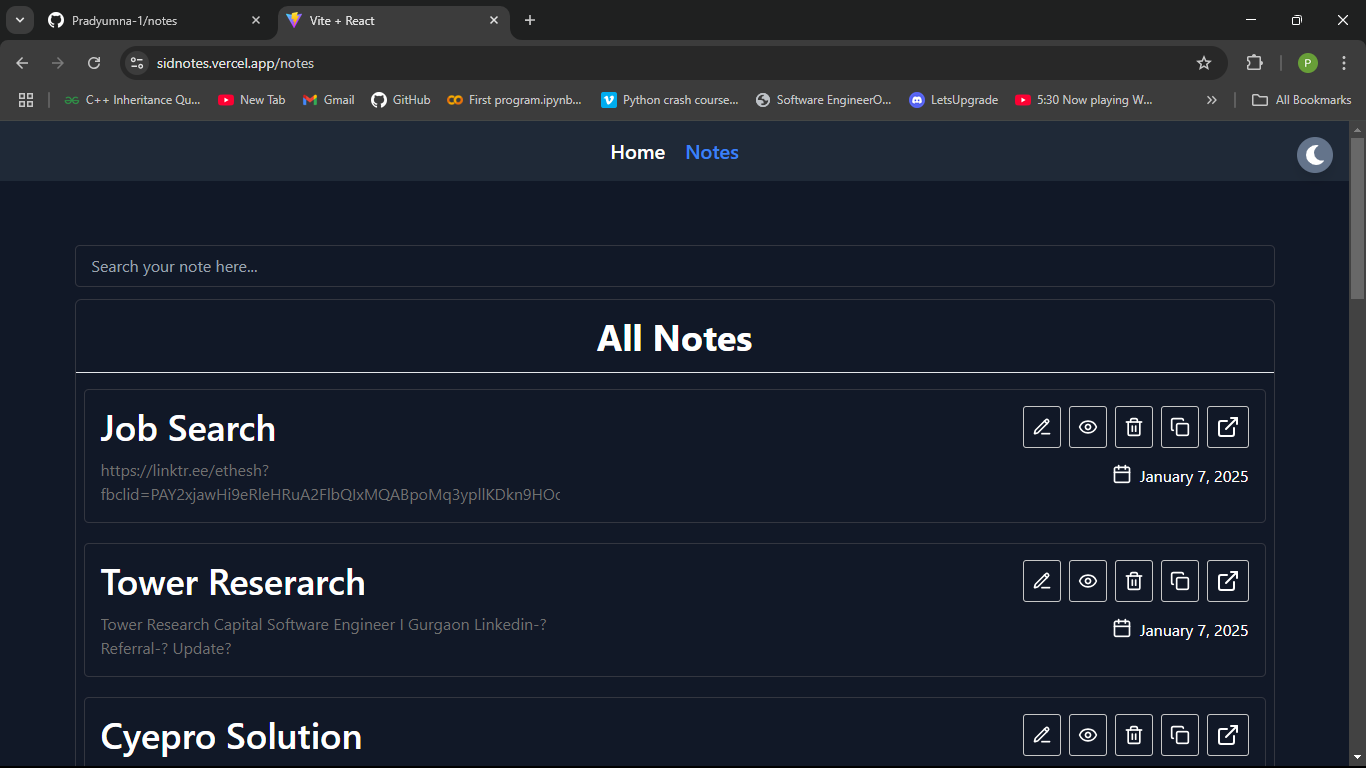 Pradyumna-1/notes
Vite + React
sidnotes.vercel.app/notes
P
C++ Inheritance Qu...
New Tab
Gmail
GitHub
First program.ipynb...
Python crash course...
Software EngineerO...
LetsUpgrade
5:30 Now playing W...
All Bookmarks
Home
Notes
Search your note here...
All Notes
Job Search
https://linktr.ee/ethesh?
January 7, 2025
Tower Reserarch
Tower Research Capital Software Engineer I Gurgaon Linkedin-?
Referral-? Update?
January 7, 2025
Cyepro Solution